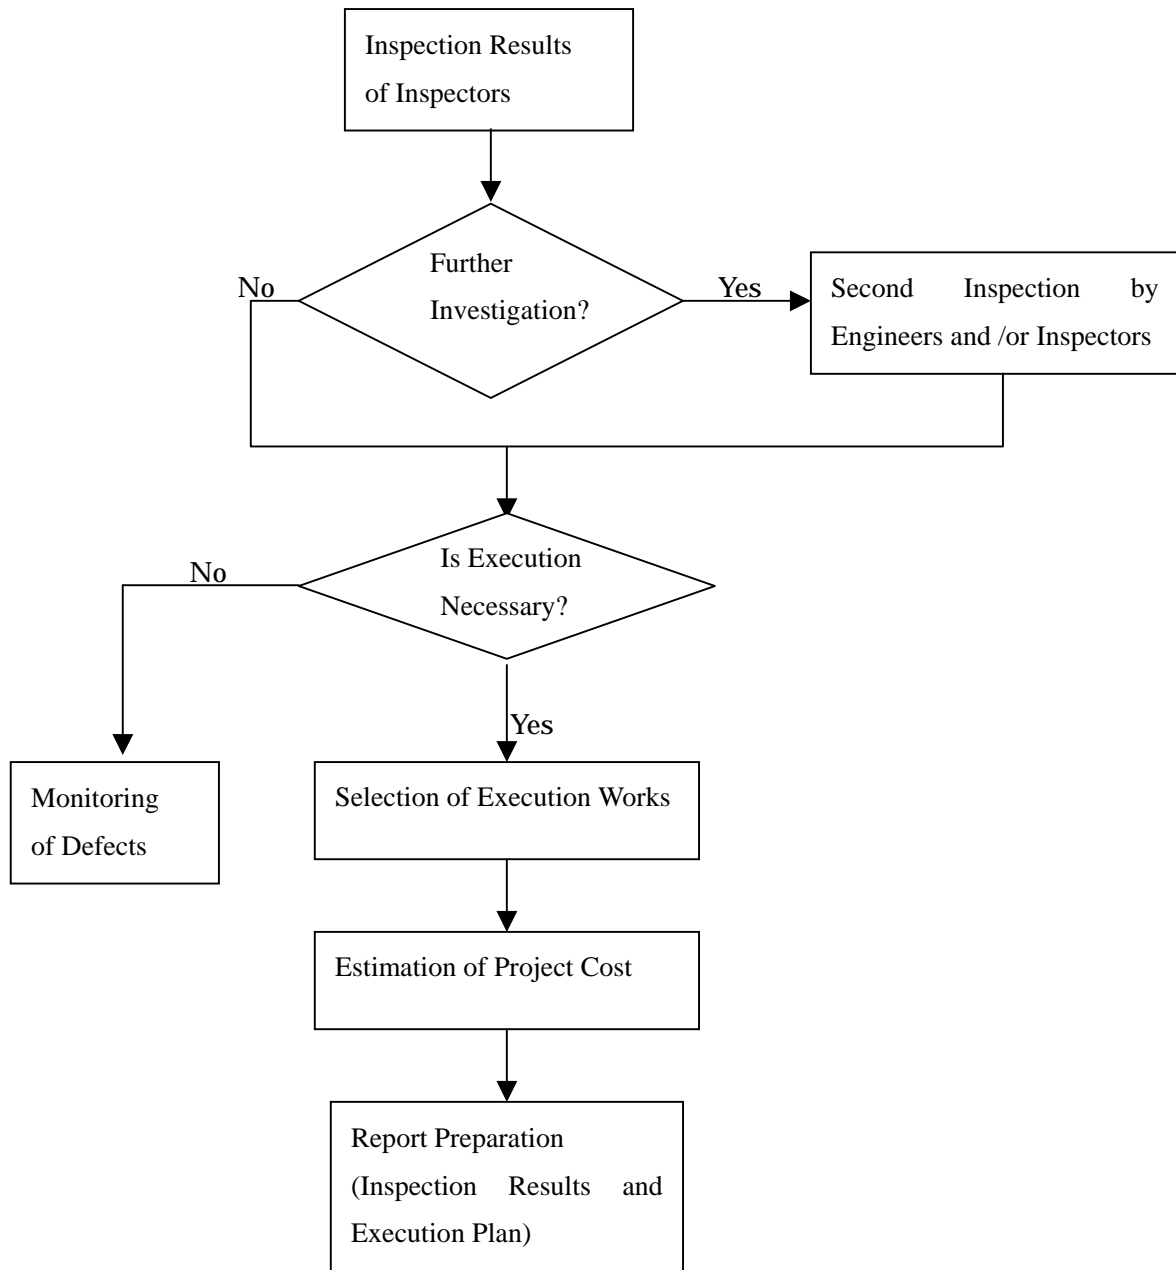 Inspection Results
of Inspectors
Further
Investigation?
No
Yes
Second Inspection by
Engineers and /or Inspectors
Is Execution
Necessary?
No
Yes
Monitoring
of Defects
Selection of Execution Works
Estimation of Project Cost
Report Preparation
(Inspection Results and
Execution Plan)